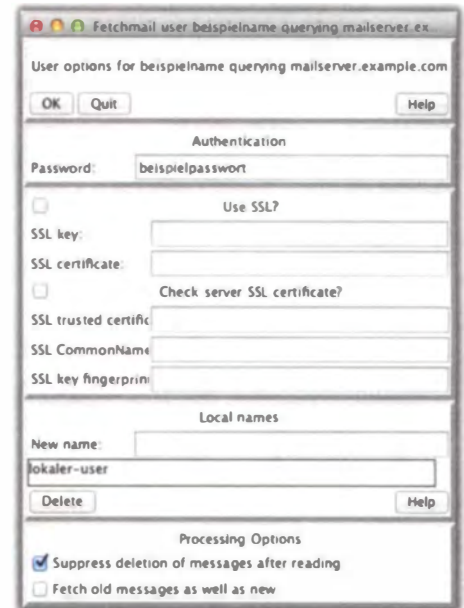 Fetchmail user beispielname querying mailserver.ex...
User options for beispielname querying mailserver.example.com
OK Quit Help
Authentication
Password: beispielpasswort
Use SSL?
SSL key:
SSL certificate:
Check server SSL certificate?
SSL trusted certific
SSL CommonName
SSL key fingerprin
Local names
New name:
lokaler-user
Delete Help
Processing Options
Suppress deletion of messages after reading
Fetch old messages as well as new